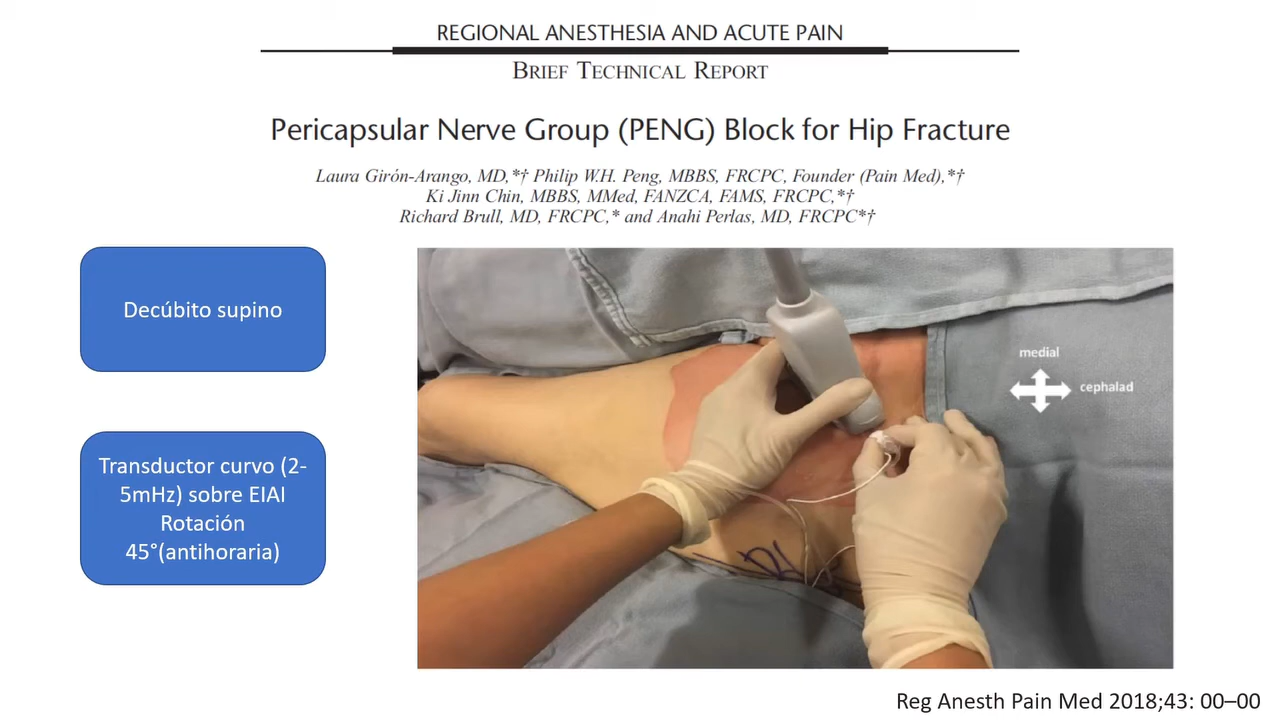 REGIONAL ANESTHESIA AND ACUTE PAIN
BRIEF TECHNICAL REPORT
Pericapsular Nerve Group (PENG) Block for Hip Fracture
Laura Girón-Arango, MD,*† Philip W.H. Peng, MBBS, FRCPC, Founder (Pain Med),*†
Ki Jinn Chin, MBBS, MMed, FANZCA, FAMS, FRCPC,*†
Richard Brull, MD, FRCPC,* and Anahi Perlas, MD, FRCPC*†
Decúbito supino
Transductor curvo (2-
5mHz) sobre EIAI
Rotación
45°(antihoraria)
medial
cephalad
Reg Anesth Pain Med 2018;43: 00–00